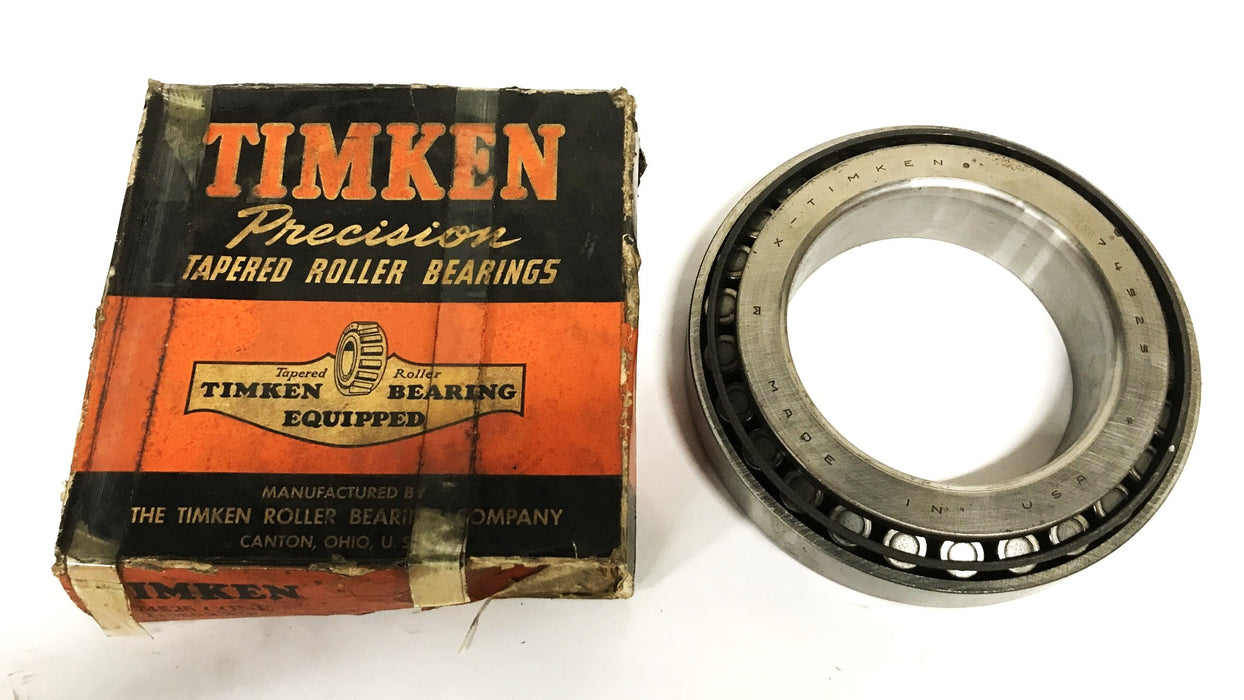 TIMKEN
Precision
TAPERED ROLLER BEARINGS
Tapered Roller
TIMKEN BEARING
EQUIPPED
MANUFACTURED BY
THE TIMKEN ROLLER BEARING COMPANY
CANTON, OHIO, U. S.
TIMKEN
X-TIMKEN
74525
MADE IN USA *